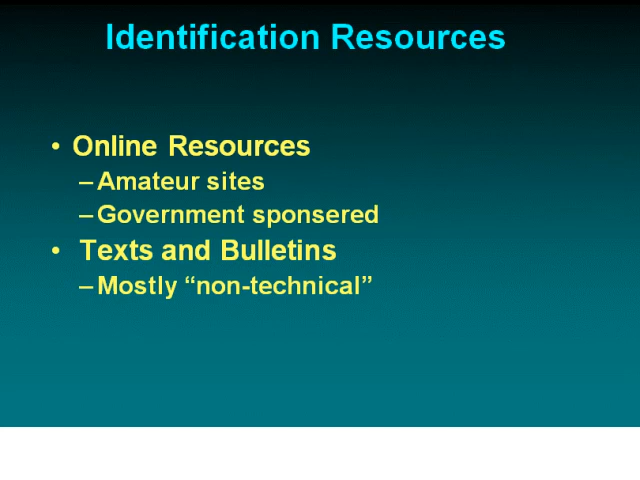 Identification Resources
• Online Resources
–Amateur sites
–Government sponsered
• Texts and Bulletins
–Mostly “non-technical”